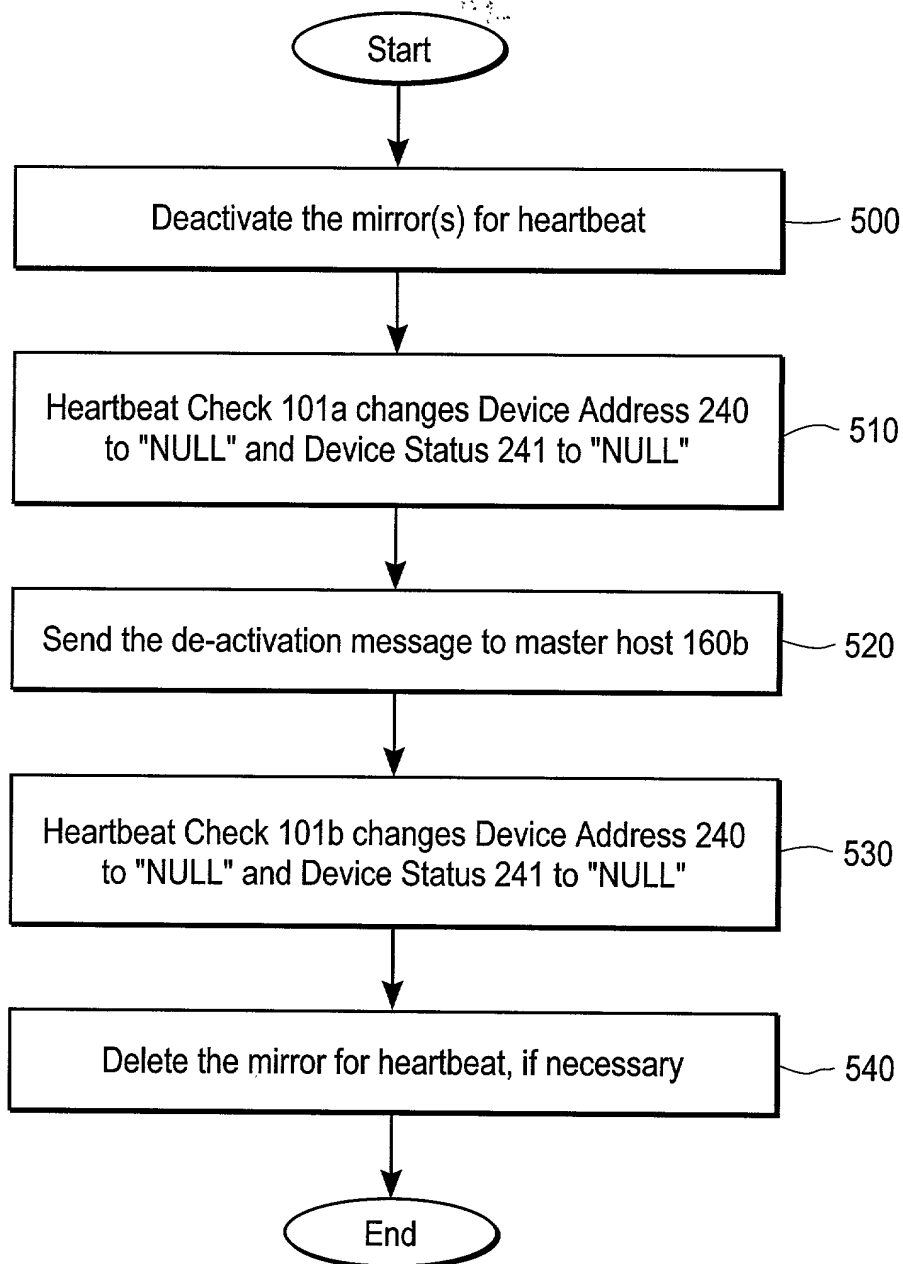 Start
Deactivate the mirror(s) for heartbeat
500
Heartbeat Check 101a changes Device Address 240
to "NULL" and Device Status 241 to "NULL"
510
Send the de-activation message to master host 160b
520
Heartbeat Check 101b changes Device Address 240
to "NULL" and Device Status 241 to "NULL"
530
Delete the mirror for heartbeat, if necessary
540
End